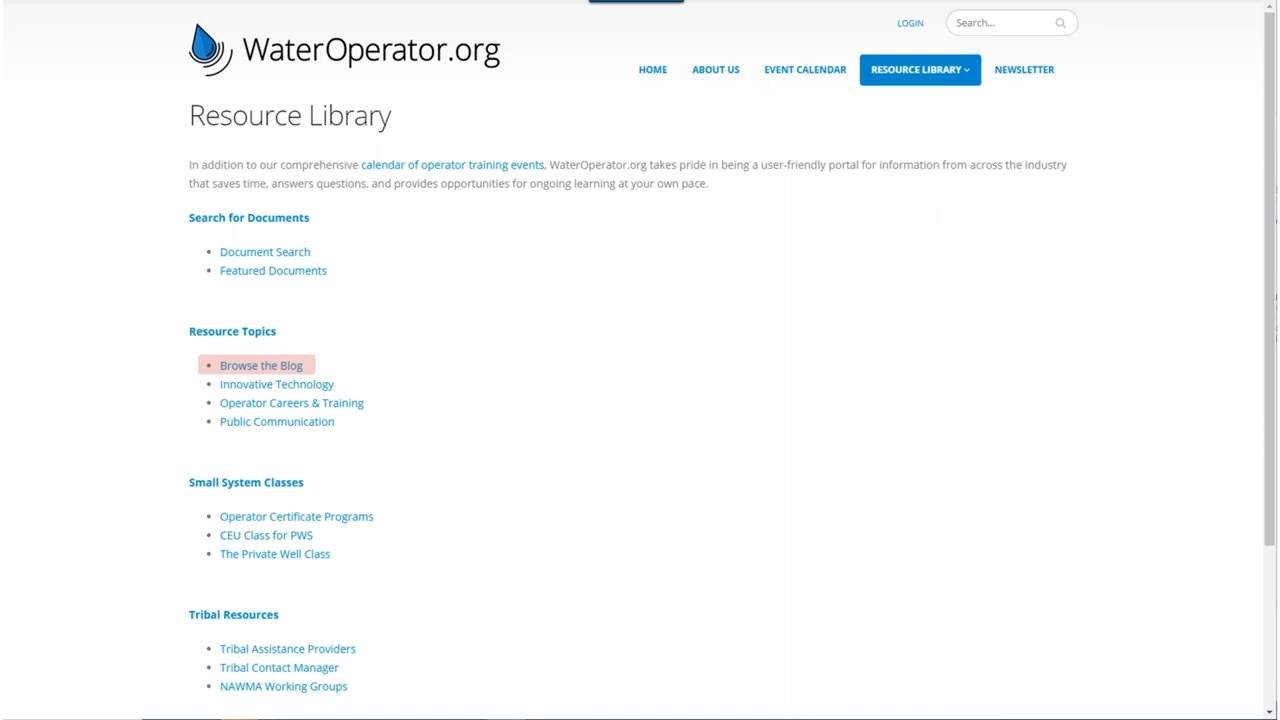 LOGIN
Search...
WaterOperator.org
HOME
ABOUT US
EVENT CALENDAR
RESOURCE LIBRARY
NEWSLETTER
Resource Library
In addition to our comprehensive calendar of operator training events, WaterOperator.org takes pride in being a user-friendly portal for information from across the industry
that saves time, answers questions, and provides opportunities for ongoing learning at your own pace.
Search for Documents
Document Search
Featured Documents
Resource Topics
Browse the Blog
Innovative Technology
Operator Careers & Training
Public Communication
Small System Classes
Operator Certificate Programs
CEU Class for PWS
The Private Well Class
Tribal Resources
Tribal Assistance Providers
Tribal Contact Manager
NAWMA Working Groups